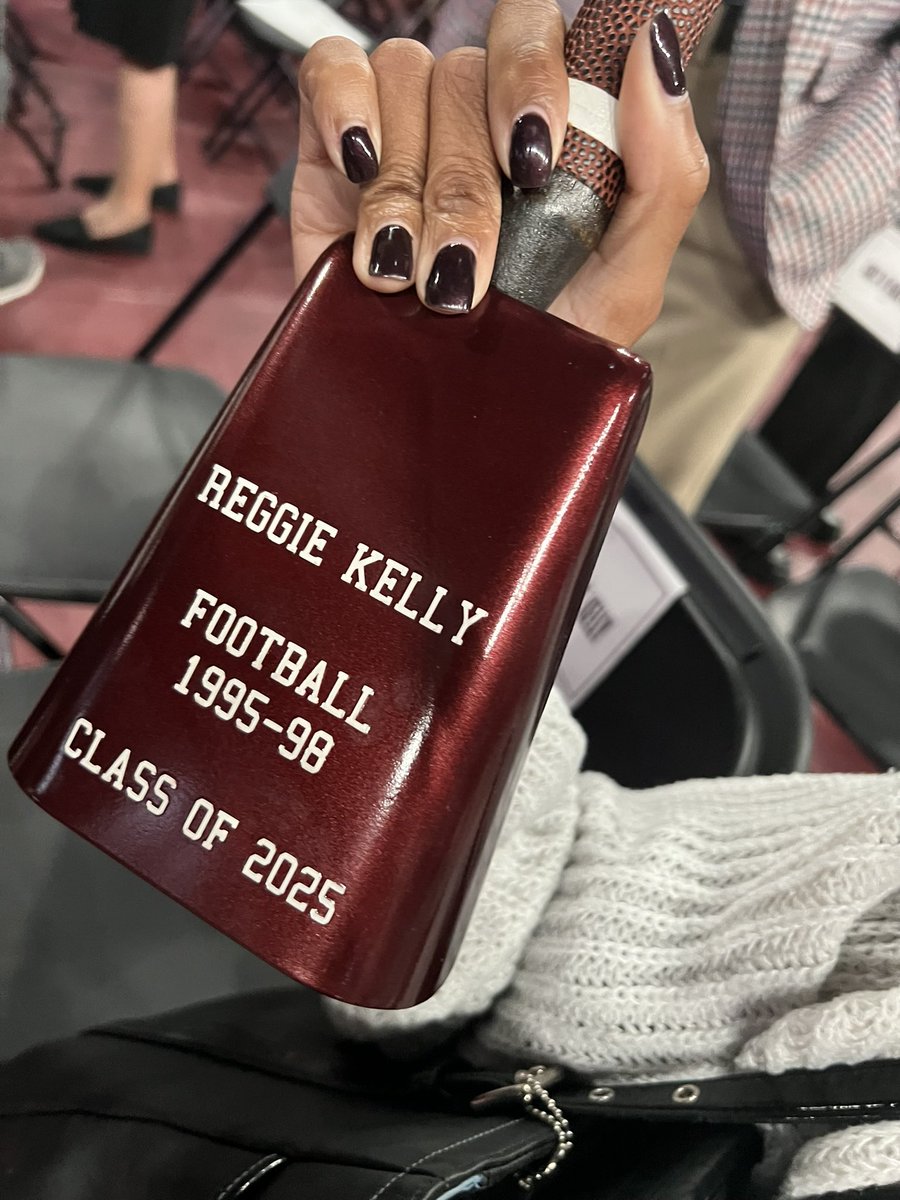 REGGIE KELLY
FOOTBALL
1995-98
CLASS OF 2025